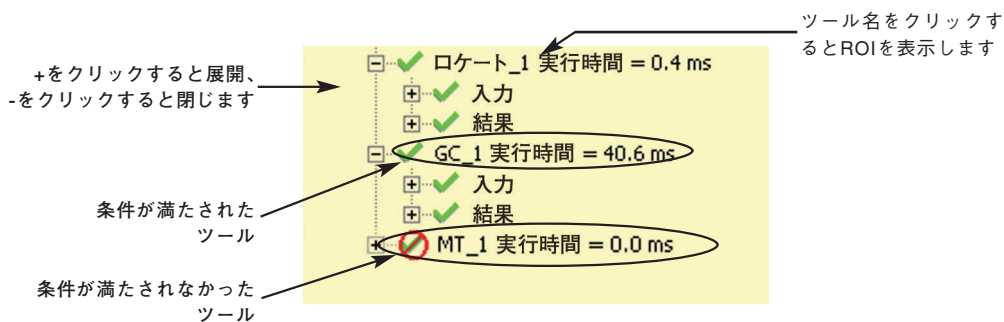 ツール名をクリックす
るとROIを表示します
+をクリックすると展開、
-をクリックすると閉じます
ロケート_1 実行時間 = 0.4 ms
入力
結果
GC_1 実行時間 = 40.6 ms
入力
結果
MT_1 実行時間 = 0.0 ms
条件が満たされた
ツール
条件が満たされなかった
ツール